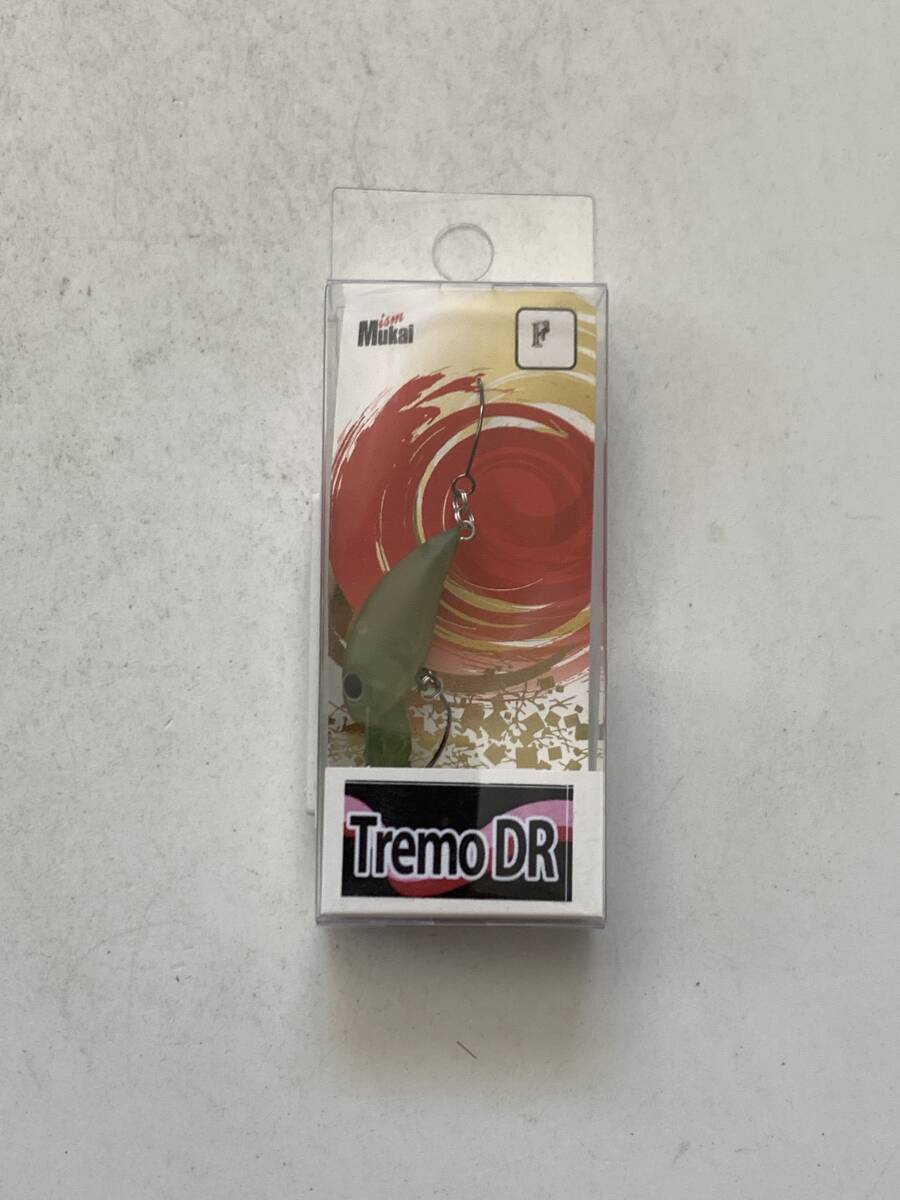 ism
Mukai
F
Tremo DR